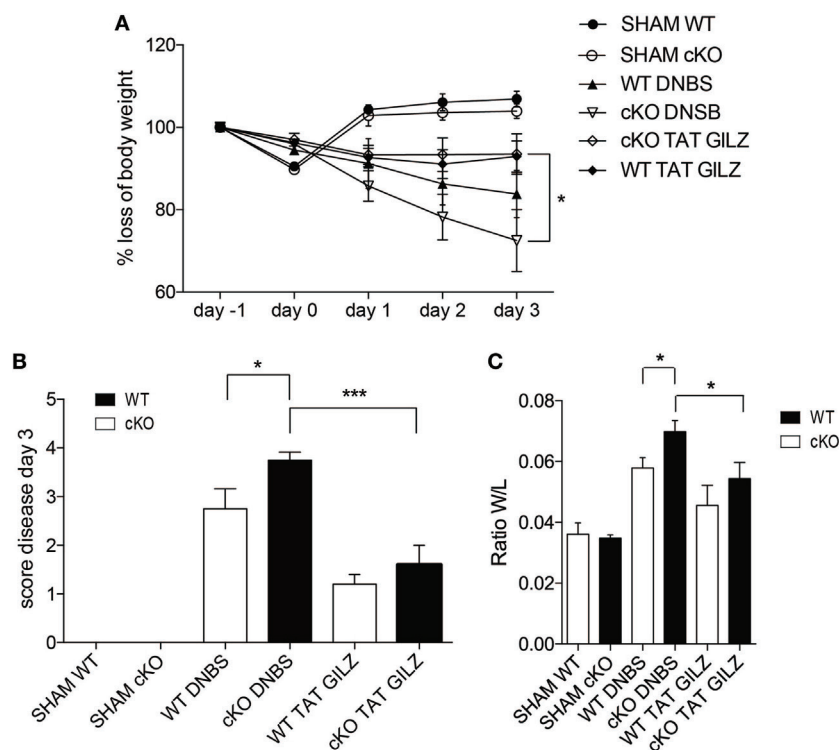 A
% loss of body weight
120
100
80
60
day -1
day 0
day 1
day 2
day 3
*
SHAM WT
SHAM cKO
WT DNBS
cKO DNSB
cKO TAT GILZ
WT TAT GILZ
B
score disease day 3
5
4
3
2
1
0
WT
cKO
*
***
SHAM WT
SHAM cKO
WT DNBS
cKO DNBS
WT TAT GILZ
cKO TAT GILZ
C
Ratio W/L
0.08
0.06
0.04
0.02
0.00
*
*
WT
cKO
SHAM WT
SHAM cKO
WT DNBS
cKO DNBS
WT TAT GILZ
cKO TAT GILZ